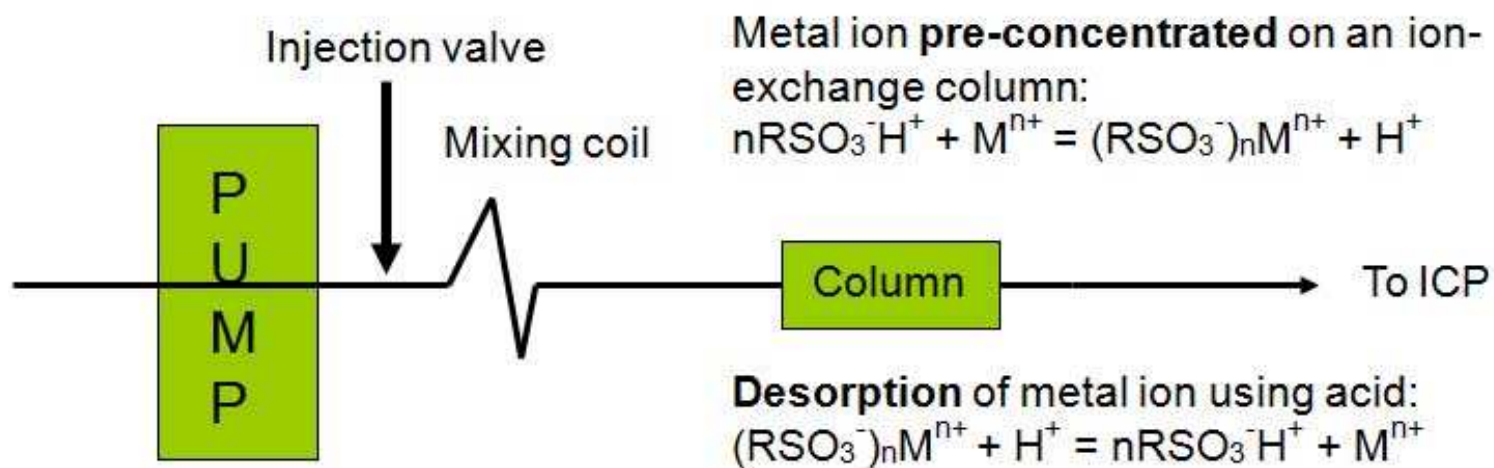 Injection valve
Mixing coil
PUMP
Metal ion pre-concentrated on an ion-
exchange column:
nRSO₃⁻H⁺ + Mⁿ⁺ = (RSO₃⁻)ₙMⁿ⁺ + H⁺
Column
To ICP
Desorption of metal ion using acid:
(RSO₃⁻)ₙMⁿ⁺ + H⁺ = nRSO₃⁻H⁺ + Mⁿ⁺